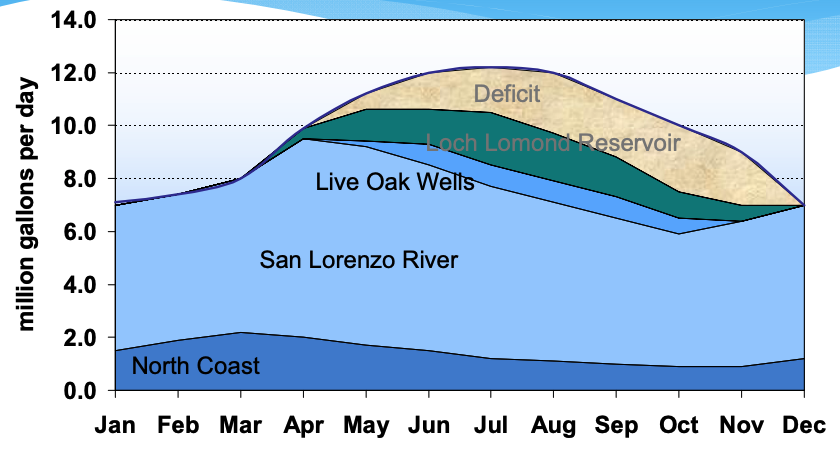 14.0
12.0
10.0
8.0
6.0
4.0
2.0
0.0
million gallons per day
Deficit
Loch Lomond Reservoir
Live Oak Wells
San Lorenzo River
North Coast
Jan Feb Mar Apr May Jun Jul Aug Sep Oct Nov Dec